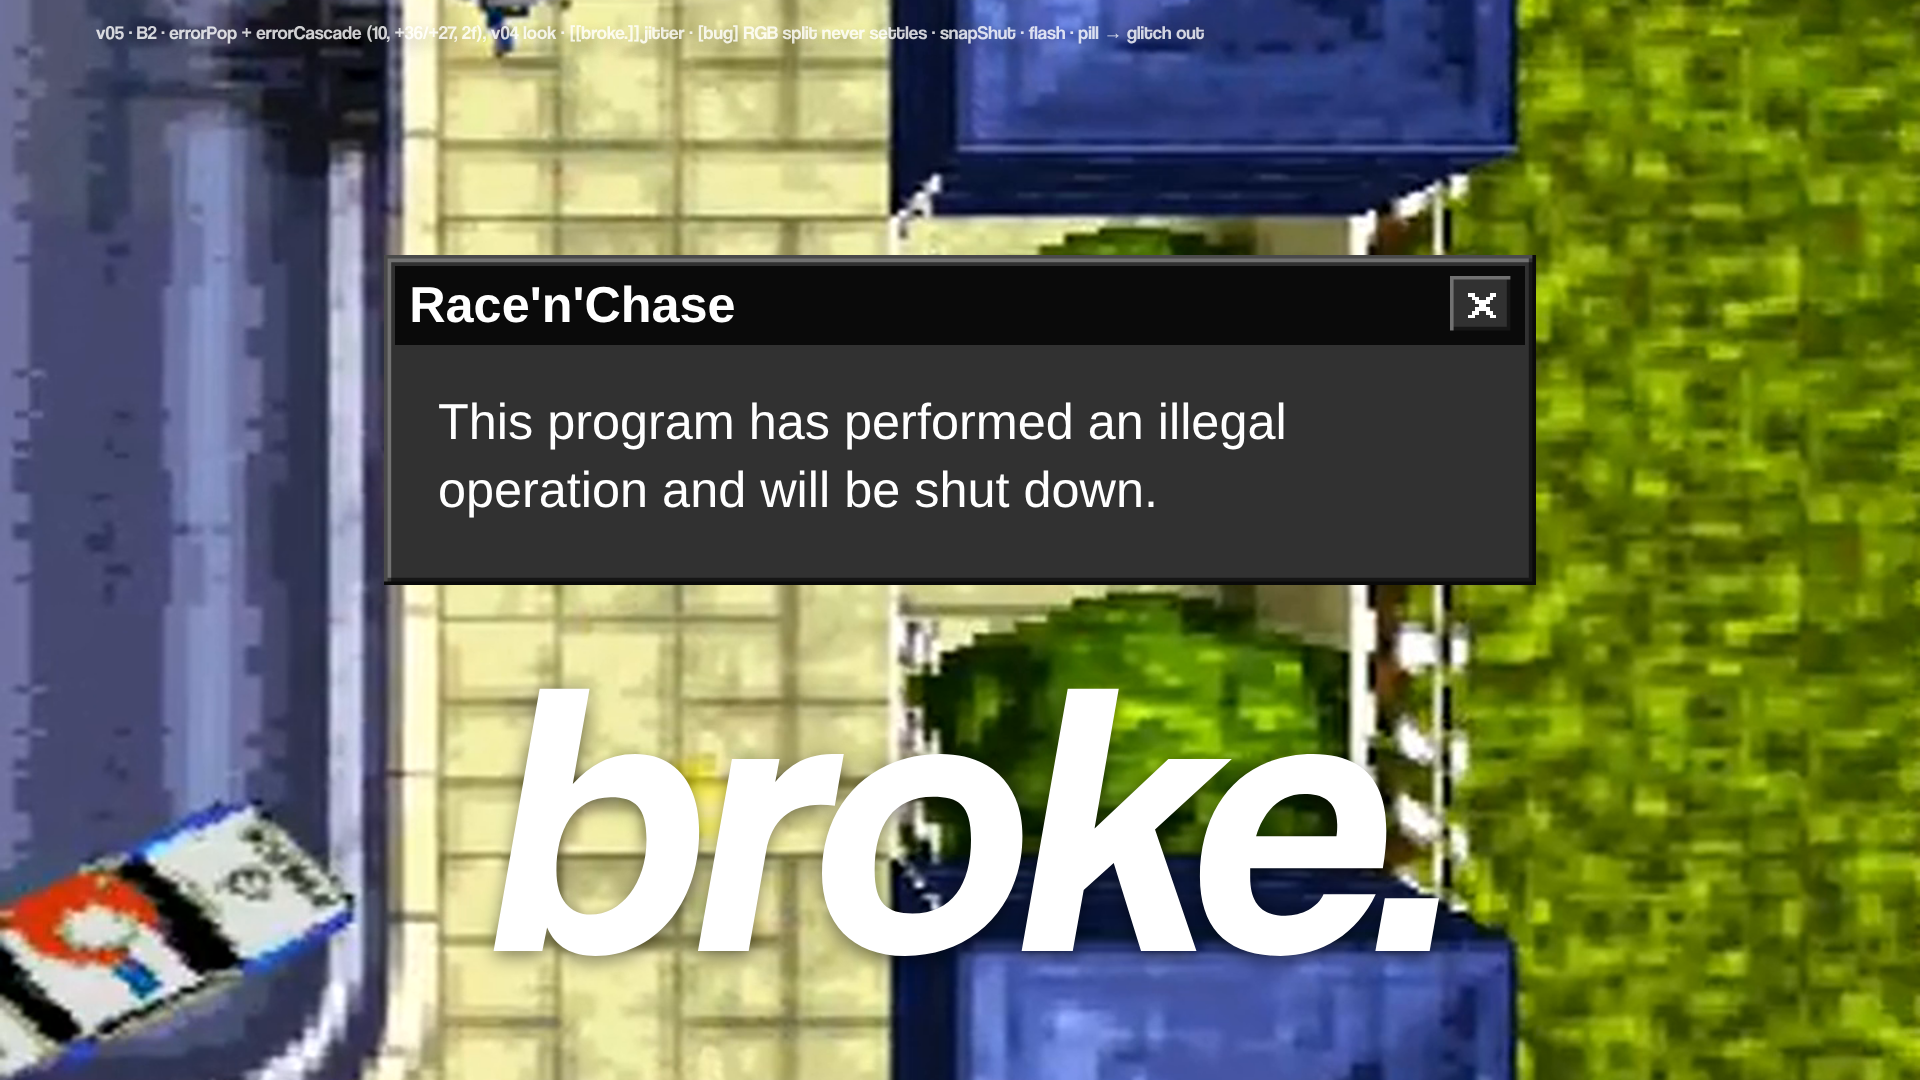 v05 · B2 · errorPop + errorCascade (10, +36/+27, 2f), v04 look · [[broke.]] jitter · [bug] RGB split never settles · snapShut · flash · pill → glitch out
Race'n'Chase
This program has performed an illegal
operation and will be shut down.
broke.